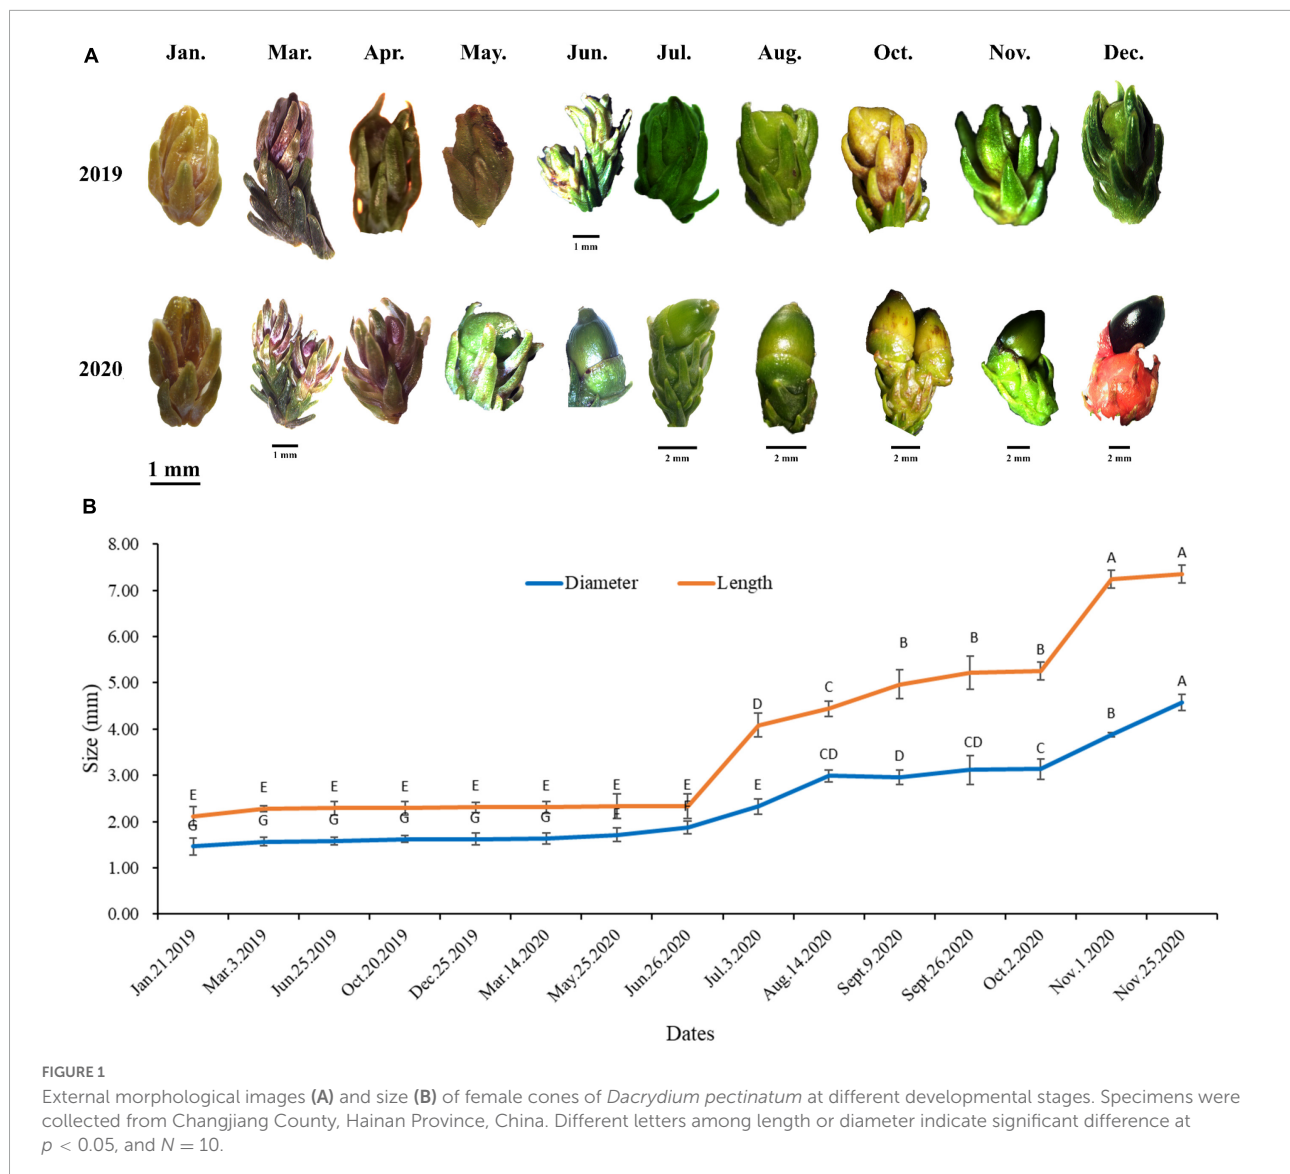 A
Jan. Mar. Apr. May. Jun. Jul. Aug. Oct. Nov. Dec.
2019
1 mm
2020
1 mm
2 mm 2 mm 2 mm 2 mm 2 mm
1 mm
B
8.00
7.00
6.00
5.00
4.00
3.00
2.00
1.00
0.00
Size (mm)
Diameter Length
E E E E E E E E D C B B B A A
G G G G G G F F E CD D CD C B A
Jan.21.2019
Mar.3.2019
Jun.25.2019
Oct.20.2019
Dec.25.2019
Mar.14.2020
May.25.2020
Jun.26.2020
Jul.3.2020
Aug.14.2020
Sept.9.2020
Sept.26.2020
Oct.2.2020
Nov.1.2020
Nov.25.2020
Dates
FIGURE 1
External morphological images (A) and size (B) of female cones of Dacrydium pectinatum at different developmental stages. Specimens were
collected from Changjiang County, Hainan Province, China. Different letters among length or diameter indicate significant difference at
p < 0.05, and N = 10.